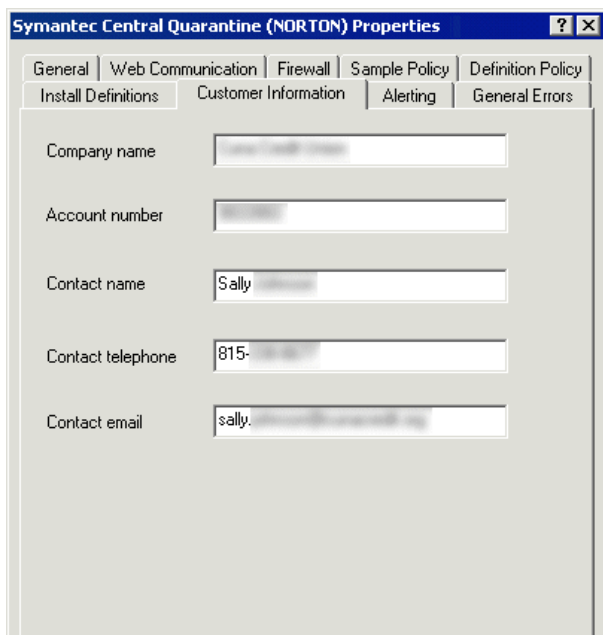 Symantec Central Quarantine (NORTON) Properties ? X
General Web Communication Firewall Sample Policy Definition Policy
Install Definitions Customer Information Alerting General Errors
Company name
Account number
Contact name Sally
Contact telephone 815-
Contact email sally.